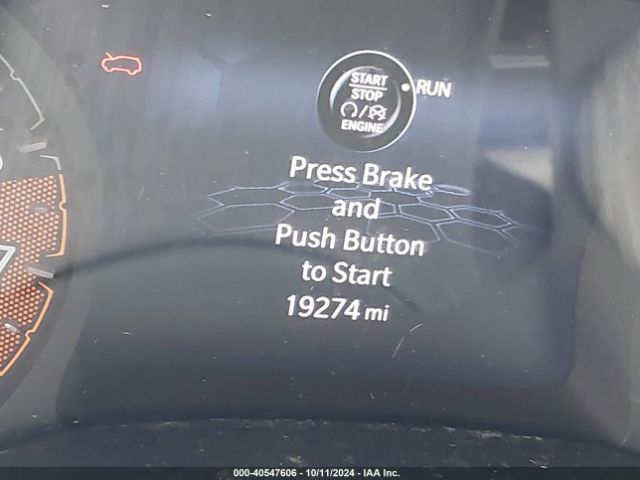 START
STOP
RUN
ENGINE
Press Brake
and
Push Button
to Start
19274 mi
000-40547606 - 10/11/2024 - IAA Inc.